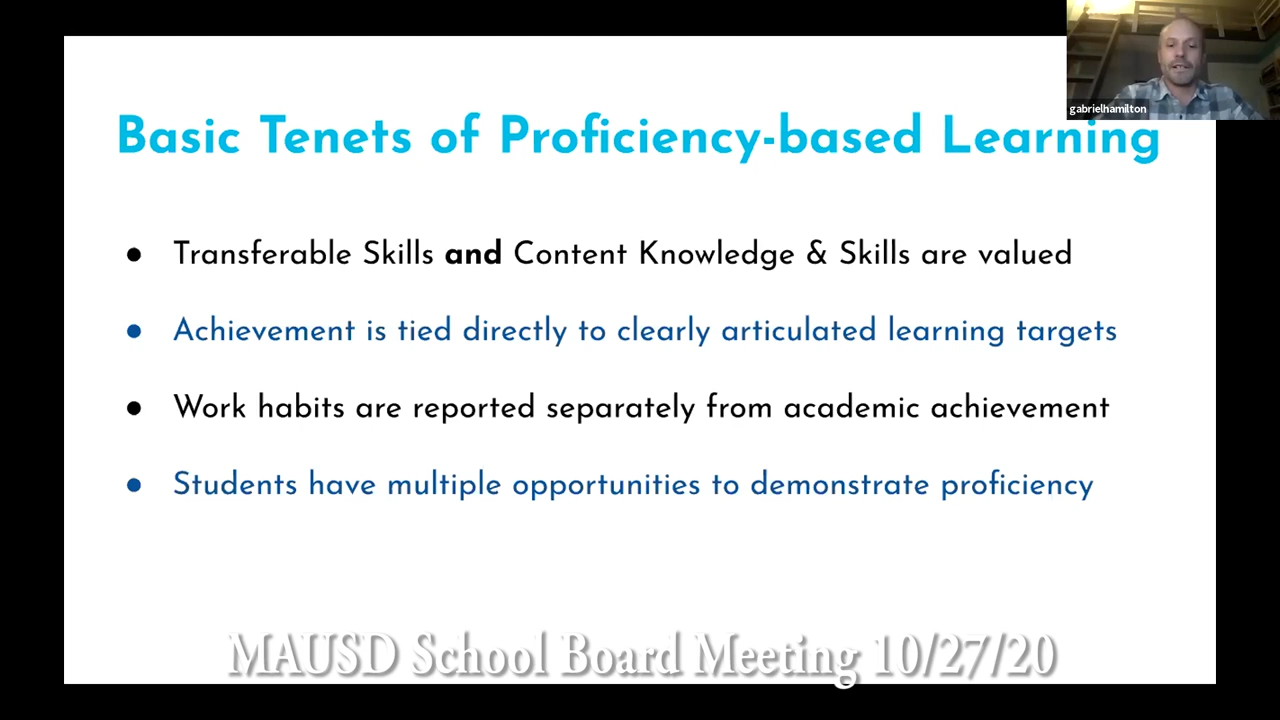 gabrielhamilton
Basic Tenets of Proficiency-based Learning
● Transferable Skills and Content Knowledge & Skills are valued
● Achievement is tied directly to clearly articulated learning targets
● Work habits are reported separately from academic achievement
● Students have multiple opportunities to demonstrate proficiency
MAUSD School Board Meeting 10/27/20